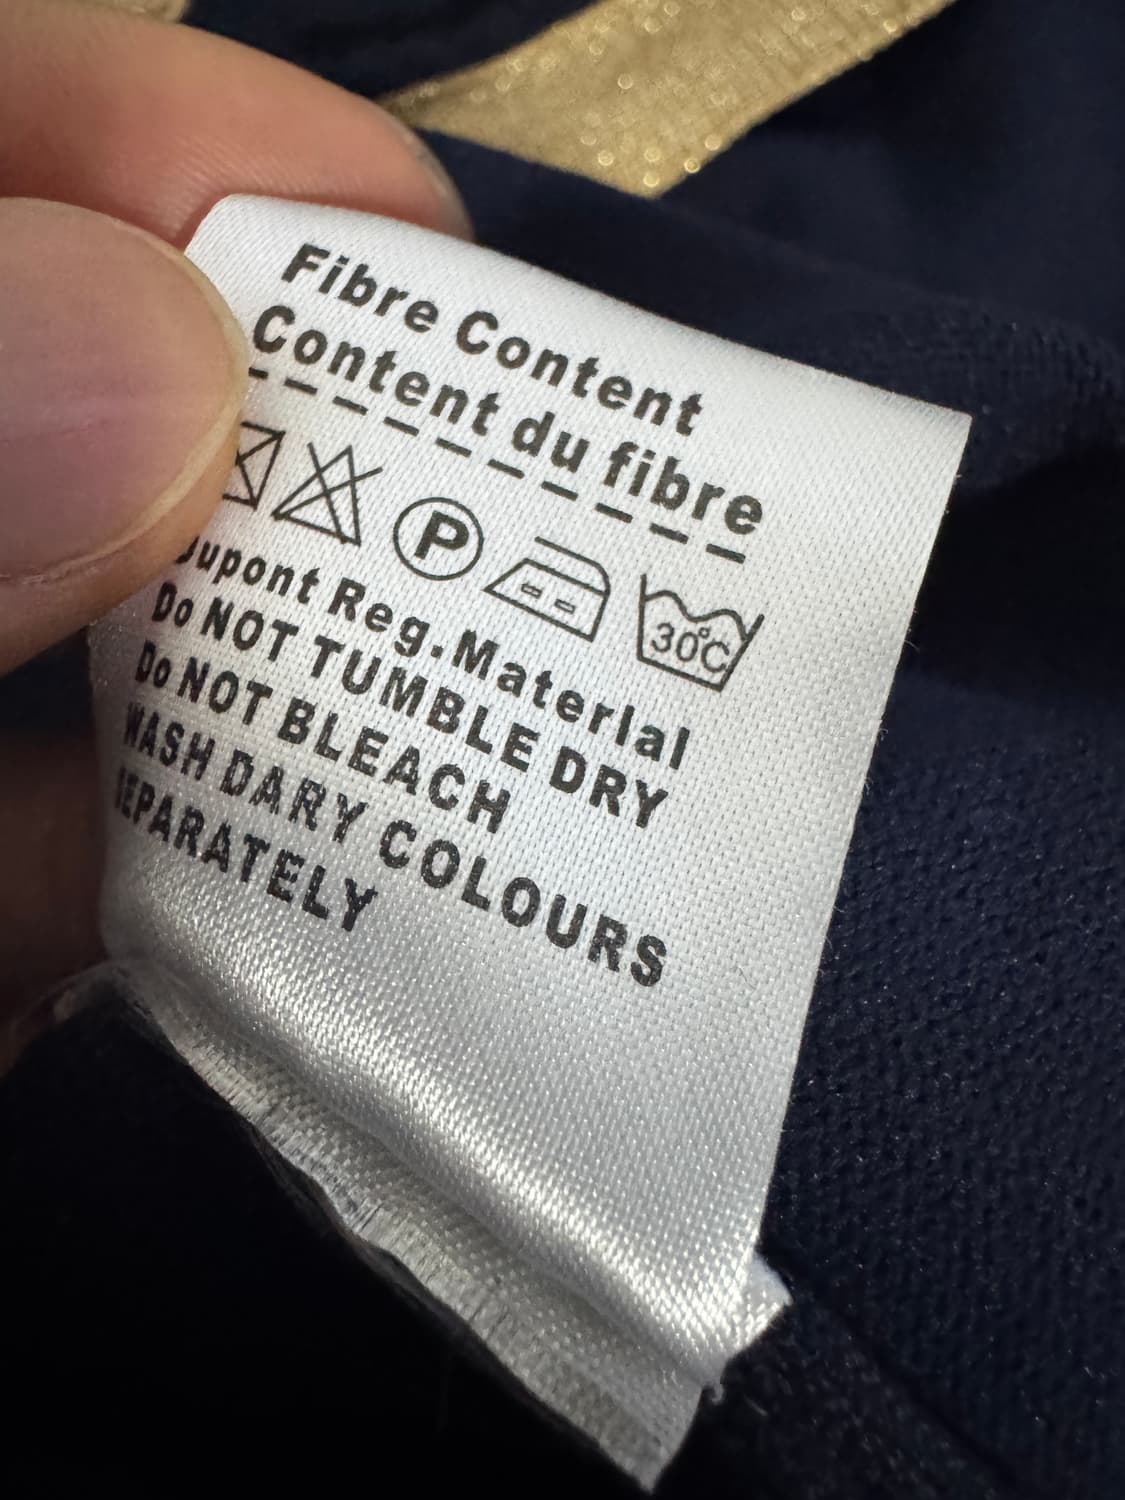 Fibre Content
Content du fibre
P
30°C
Dupont Reg.Materlal
Do NOT TUMBLE DRY
Do NOT BLEACH
WASH DARY COLOURS
SEPARATELY